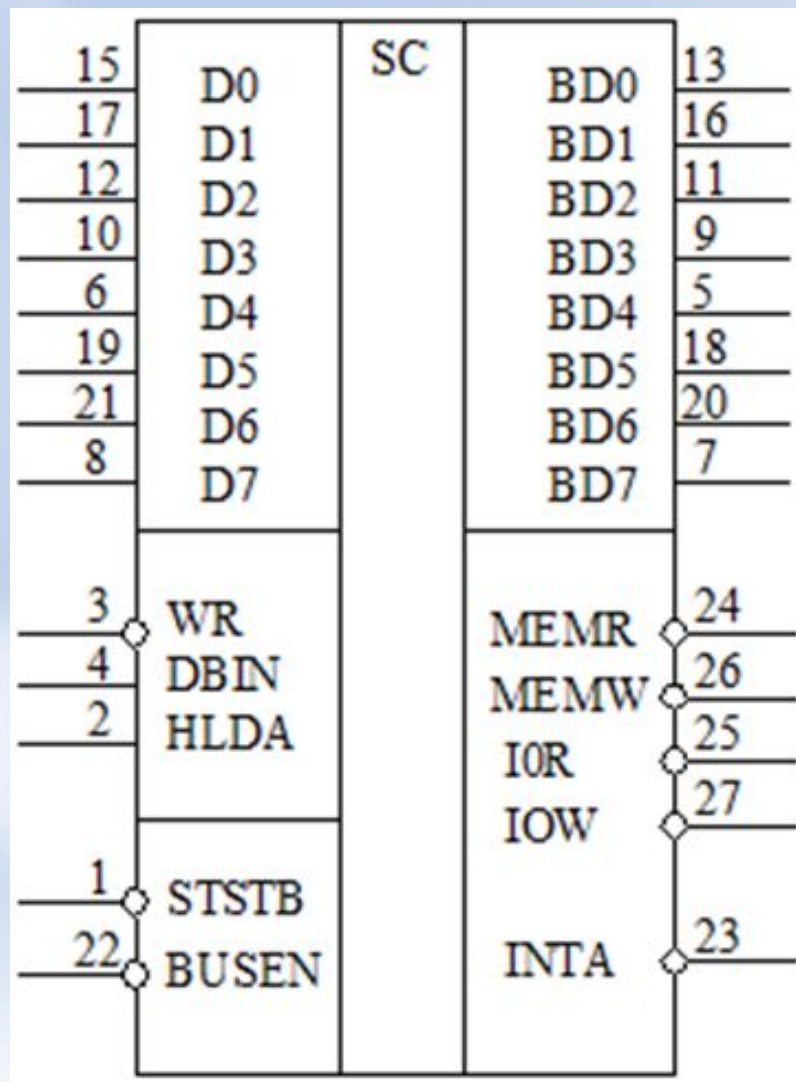 SC
15 D0 BD0 13
17 D1 BD1 16
12 D2 BD2 11
10 D3 BD3 9
6 D4 BD4 5
19 D5 BD5 18
21 D6 BD6 20
8 D7 BD7 7
3 WR MEMR 24
4 DBIN MEMW 26
2 HLDA I0R 25
IOW 27
1 STSTB
22 BUSEN INTA 23